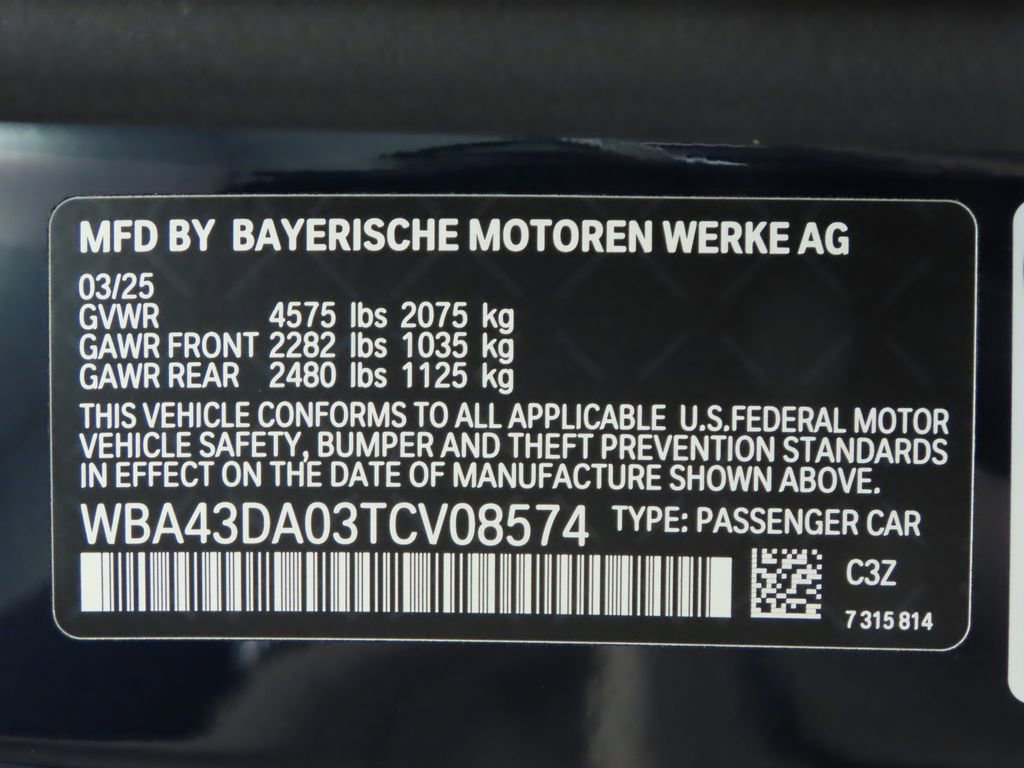 MFD BY BAYERISCHE MOTOREN WERKE AG
03/25
GVWR 4575 lbs 2075 kg
GAWR FRONT 2282 lbs 1035 kg
GAWR REAR 2480 lbs 1125 kg
THIS VEHICLE CONFORMS TO ALL APPLICABLE U.S.FEDERAL MOTOR
VEHICLE SAFETY, BUMPER AND THEFT PREVENTION STANDARDS
IN EFFECT ON THE DATE OF MANUFACTURE SHOWN ABOVE.
WBA43DA03TCV08574 TYPE: PASSENGER CAR
C3Z
7 315 814